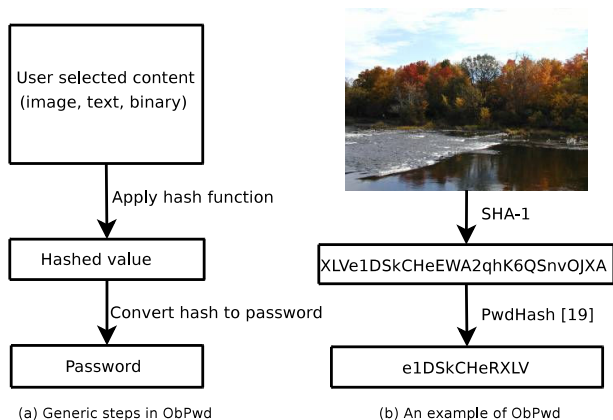 User selected content
(image, text, binary)
Apply hash function
Hashed value
Convert hash to password
Password
(a) Generic steps in ObPwd
SHA-1
XLVe1DSkCHeEWA2qhK6QSnvOJXA
PwdHash [19]
e1DSkCHeRXLV
(b) An example of ObPwd